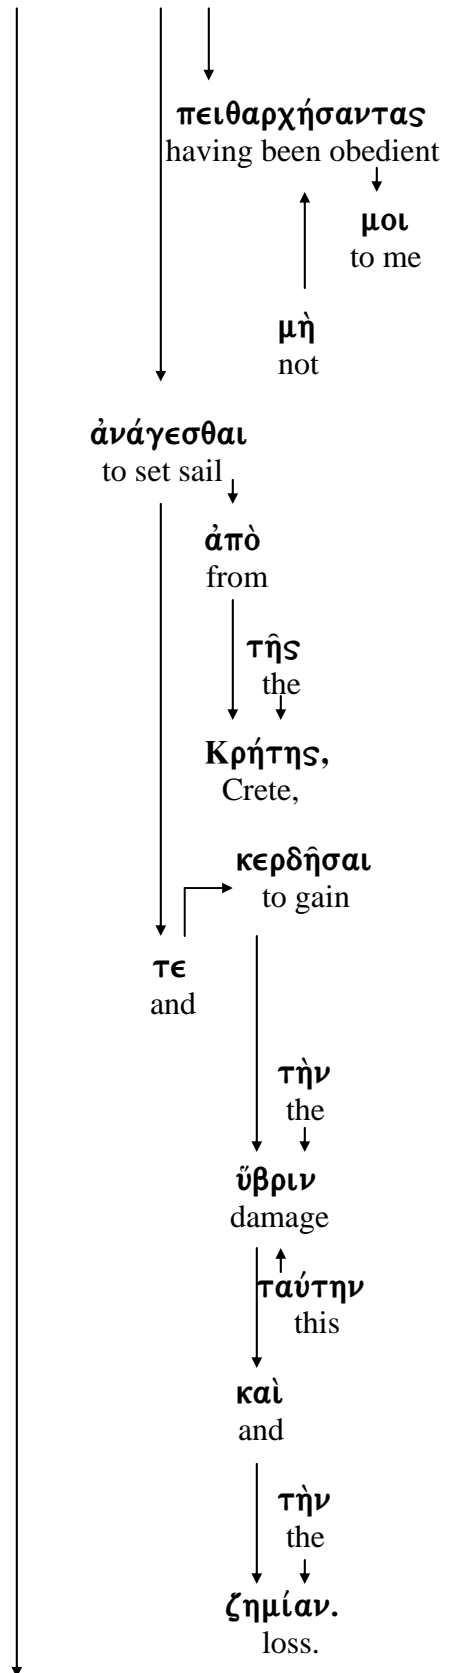 πειθαρχήσαντας
having been obedient
μοι
to me
μὴ
not
ἀνάγεσθαι
to set sail
ἀπὸ
from
τῆς
the
Κρήτης,
Crete,
κερδῆσαι
to gain
τε
and
τὴν
the
ὕβριν
damage
ταύτην
this
καὶ
and
τὴν
the
ζημίαν.
loss.